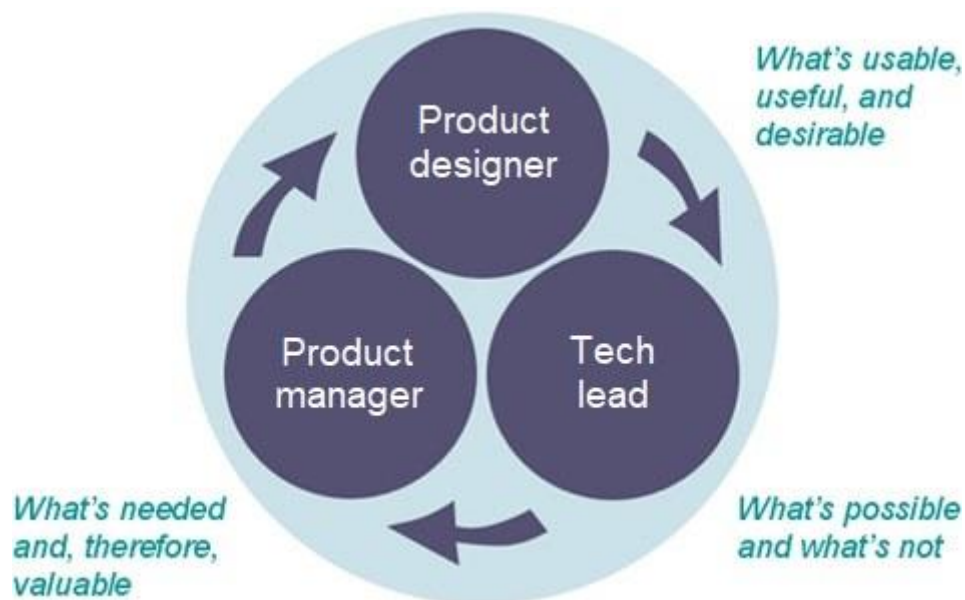 What's usable,
useful, and
desirable
Product
designer
Product
manager
Tech
lead
What's needed
and, therefore,
valuable
What's possible
and what's not